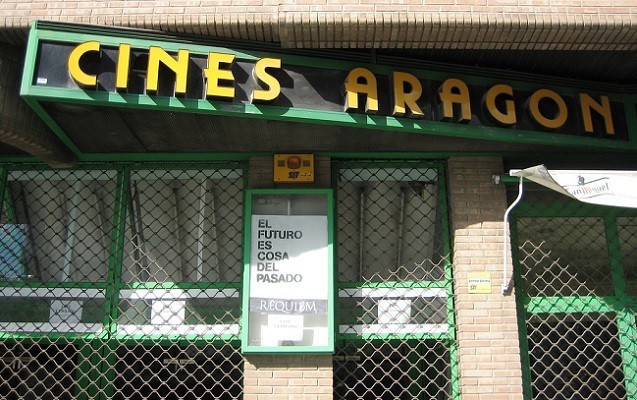 CINES ARAGON
EL
FUTURO
ES
COSA
DEL
PASADO
REQUIEM